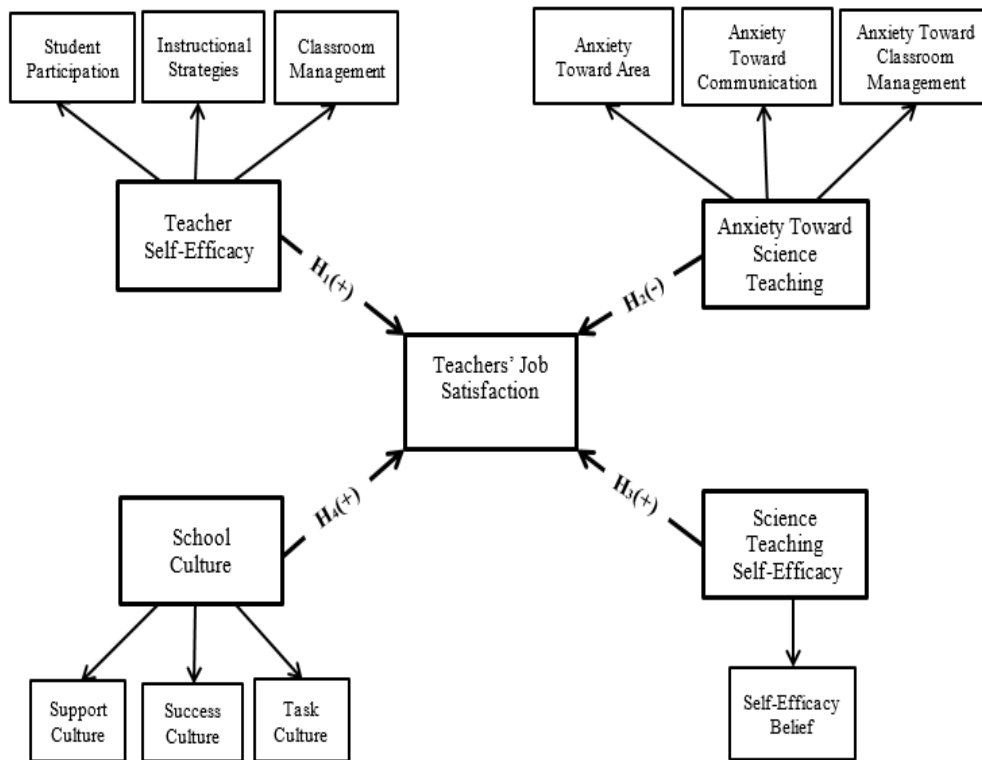 Student
Participation
Instructional
Strategies
Classroom
Management
Anxiety
Toward Area
Anxiety
Toward
Communication
Anxiety Toward
Classroom
Management
Teacher
Self-Efficacy
Anxiety Toward
Science
Teaching
H₁(+)
H₂(-)
Teachers’ Job
Satisfaction
H₄(+)
H₃(+)
School
Culture
Science
Teaching
Self-Efficacy
Support
Culture
Success
Culture
Task
Culture
Self-Efficacy
Belief